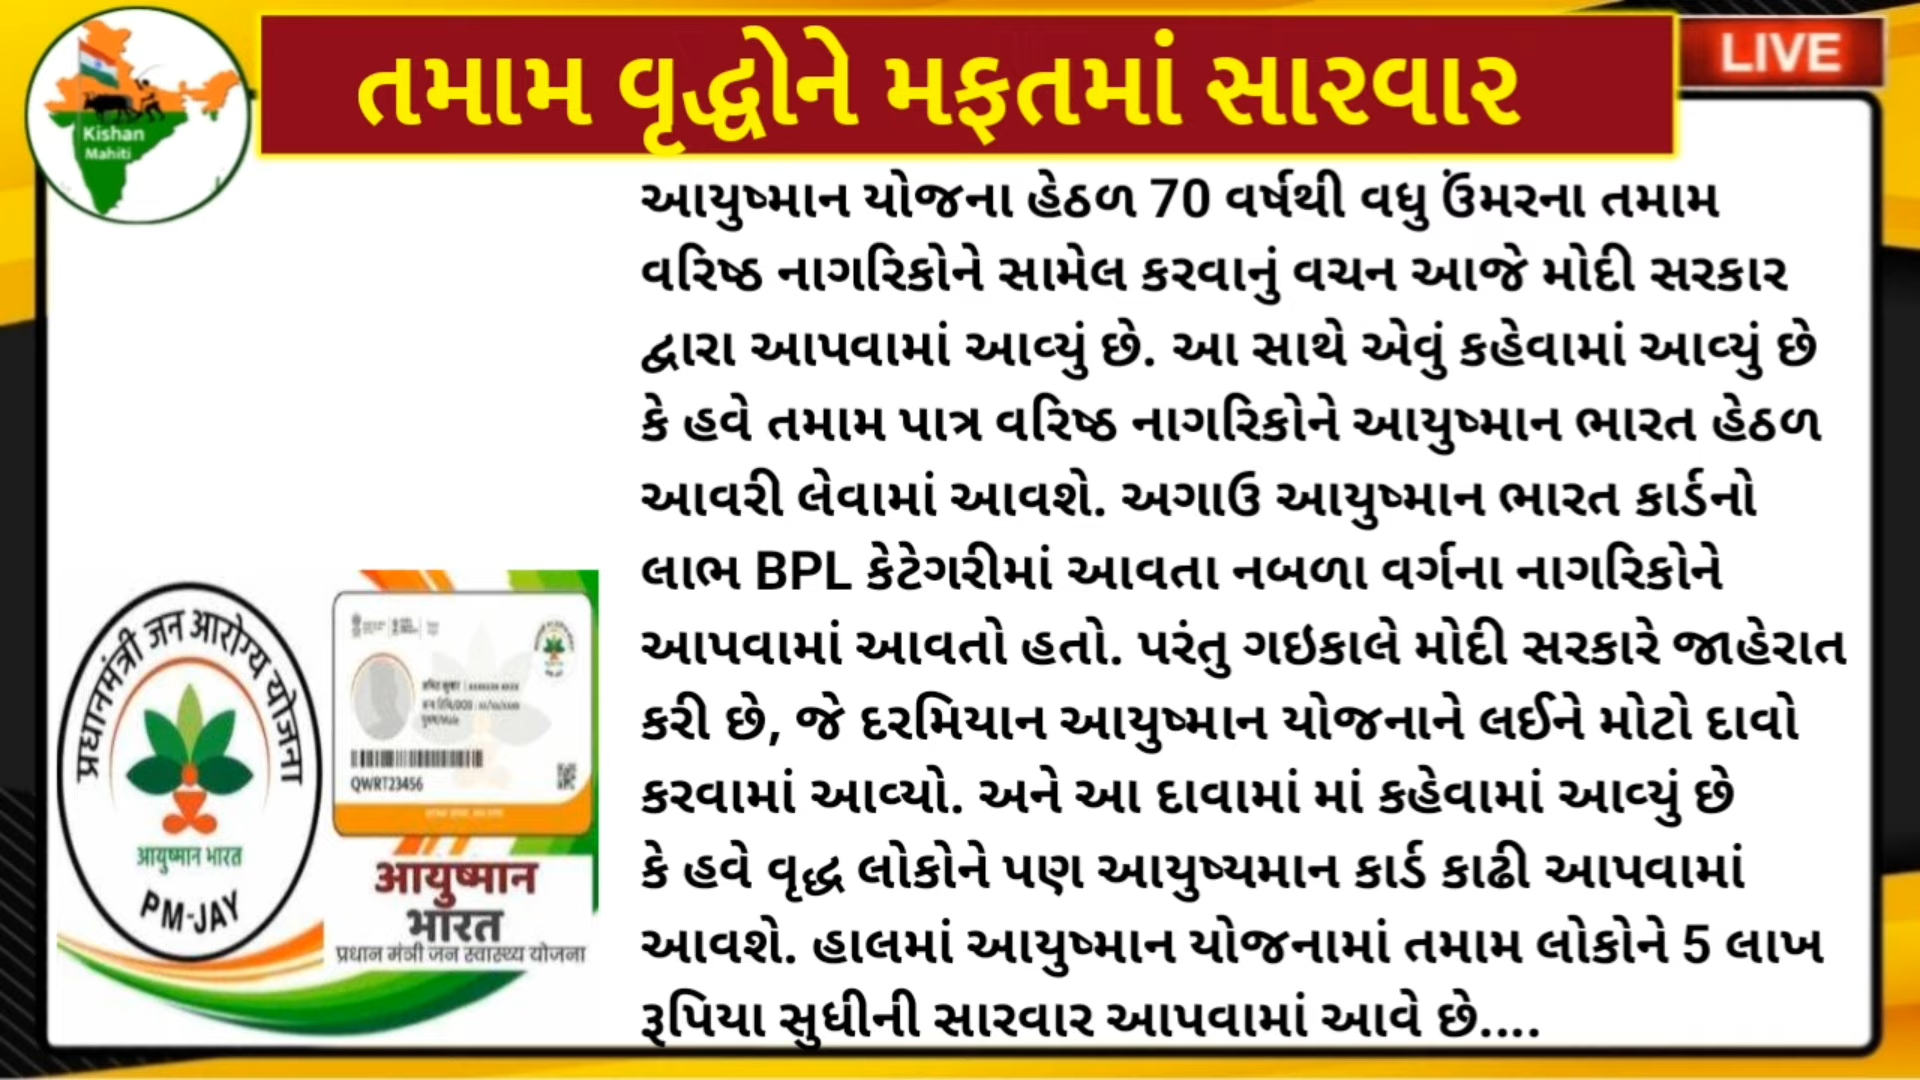 Kishan
Mahiti
તમામ વૃદ્ધોને મફતમાં સારવાર
LIVE
આયુષ્માન યોજના હેઠળ 70 વર્ષથી વધુ ઉંમરના તમામ
વરિષ્ઠ નાગરિકોને સામેલ કરવાનું વચન આજે મોદી સરકાર
દ્વારા આપવામાં આવ્યું છે. આ સાથે એવું કહેવામાં આવ્યું છે
કે હવે તમામ પાત્ર વરિષ્ઠ નાગરિકોને આયુષ્માન ભારત હેઠળ
આવરી લેવામાં આવશે. અગાઉ આયુષ્માન ભારત કાર્ડનો
લાભ BPL કેટેગરીમાં આવતા નબળા વર્ગના નાગરિકોને
આપવામાં આવતો હતો. પરંતુ ગઇકાલે મોદી સરકારે જાહેરાત
કરી છે, જે દરમિયાન આયુષ્માન યોજનાને લઈને મોટો દાવો
કરવામાં આવ્યો. અને આ દાવામાં માં કહેવામાં આવ્યું છે
કે હવે વૃદ્ધ લોકોને પણ આયુષ્યમાન કાર્ડ કાઢી આપવામાં
આવશે. હાલમાં આયુષ્માન યોજનામાં તમામ લોકોને 5 લાખ
રૂપિયા સુધીની સારવાર આપવામાં આવે છે....
प्रधानमंत्री जन आरोग्य योजना
आयुष्मान भारत
PM-JAY
QWRT23456
आयुष्मान
भारत
प्रधान मंत्री जन स्वास्थ्य योजना